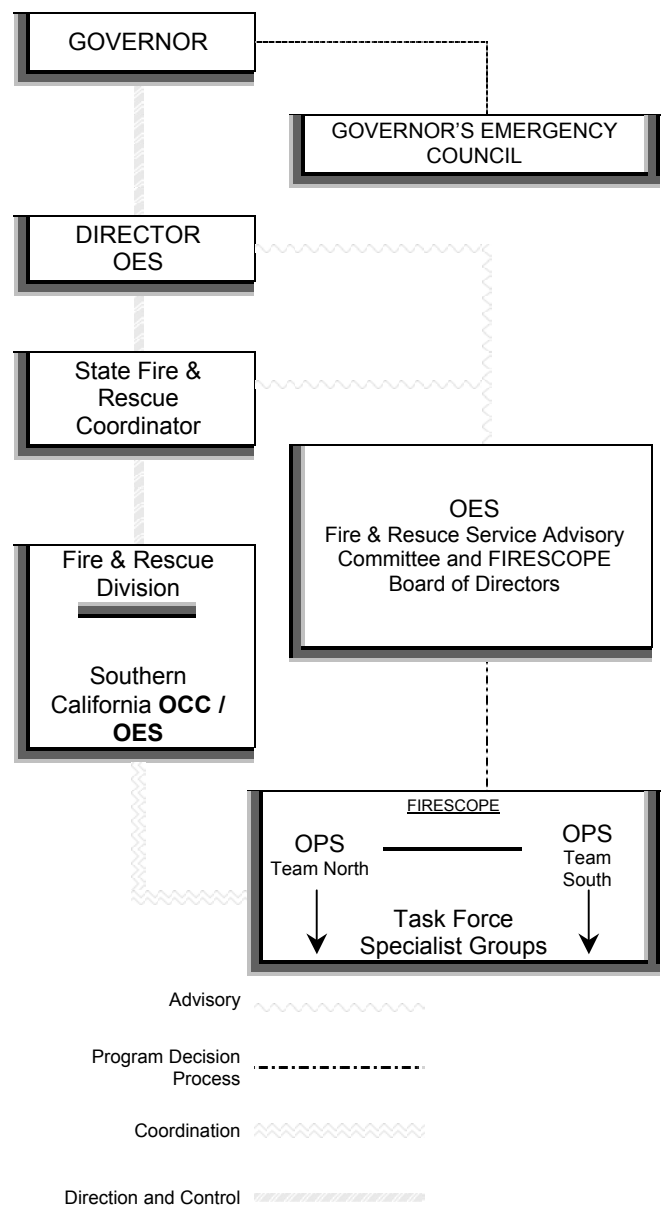 GOVERNOR
GOVERNOR'S EMERGENCY
COUNCIL
DIRECTOR
OES
State Fire &
Rescue
Coordinator
OES
Fire & Resuce Service Advisory
Committee and FIRESCOPE
Board of Directors
Fire & Rescue
Division
Southern
California OCC /
OES
FIRESCOPE
OPS
Team North
OPS
Team
South
Task Force
Specialist Groups
Advisory
Program Decision
Process
Coordination
Direction and Control